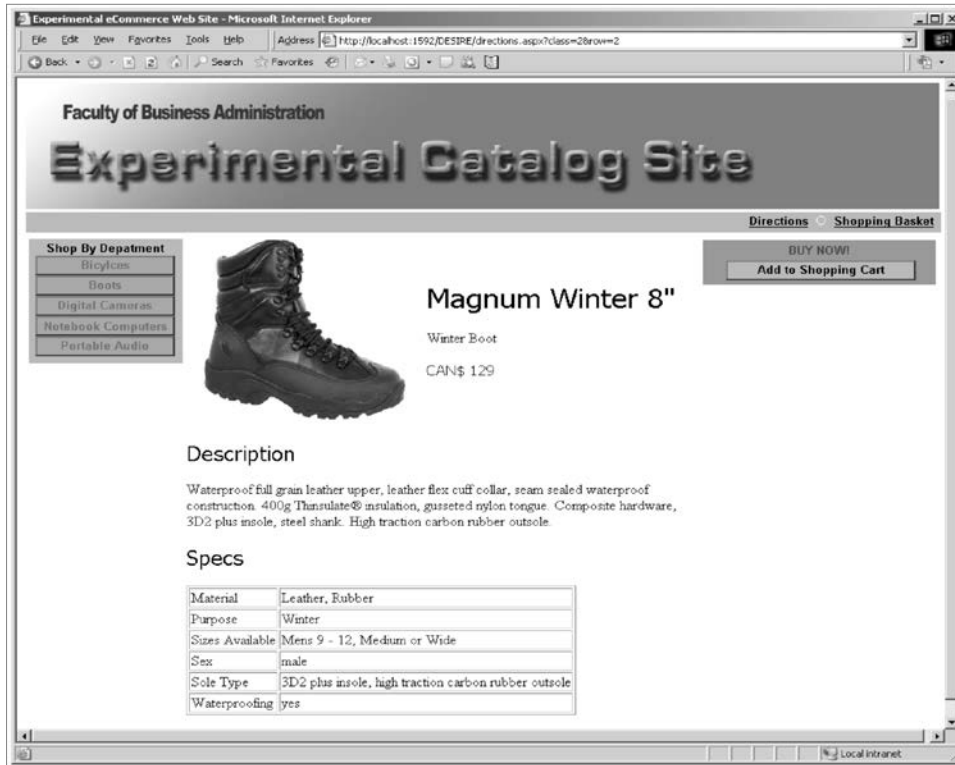 Experimental eCommerce Web Site - Microsoft Internet Explorer
File Edit View Favorites Tools Help Address http://localhost:1592/DESIRE/directions.aspx?class=2&row=2
Back Search Favorites
Faculty of Business Administration
Experimental Catalog Site
Directions Shopping Basket
Shop By Depatment
Bicylces
Boots
Digital Cameras
Notebook Computers
Portable Audio
BUY NOW!
Add to Shopping Cart
Magnum Winter 8"
Winter Boot
CAN$ 129
Description
Waterproof full grain leather upper, leather flex cuff collar, seam sealed waterproof
construction. 400g Thinsulate® insulation, gusseted nylon tongue. Composite hardware,
3D2 plus insole, steel shank. High traction carbon rubber outsole.
Specs
Material Leather, Rubber
Purpose Winter
Sizes Available Mens 9 - 12, Medium or Wide
Sex male
Sole Type 3D2 plus insole, high traction carbon rubber outsole
Waterproofing yes
Local intranet